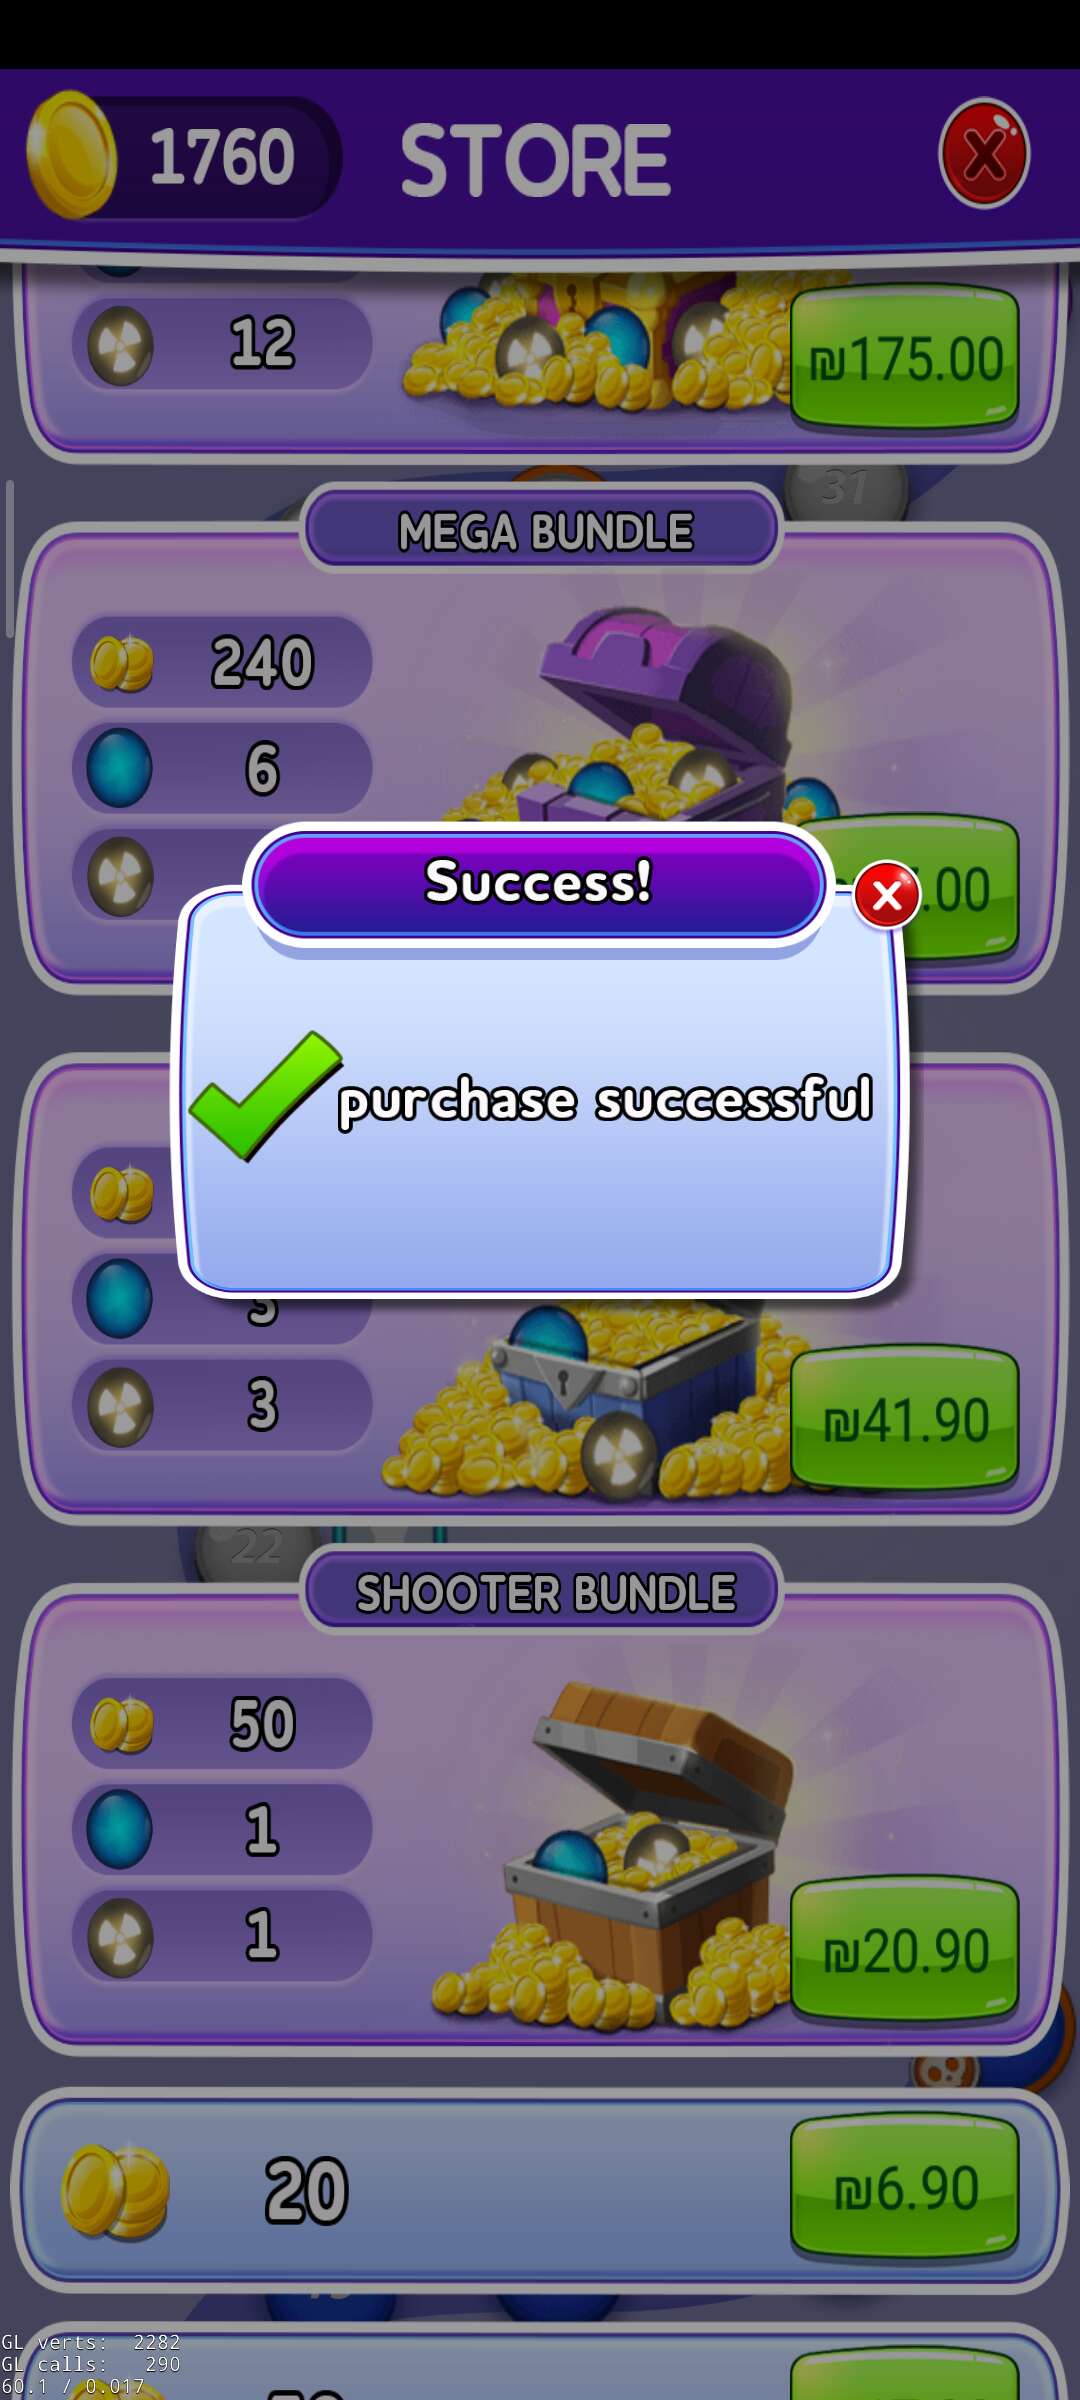 1760
STORE
12
₪175.00
31
MEGA BUNDLE
240
6
.00
Success!
purchase successful
3
3
₪41.90
22
SHOOTER BUNDLE
50
1
1
₪20.90
20
₪6.90
GL verts: 2282
GL calls: 290
60.1 / 0.017